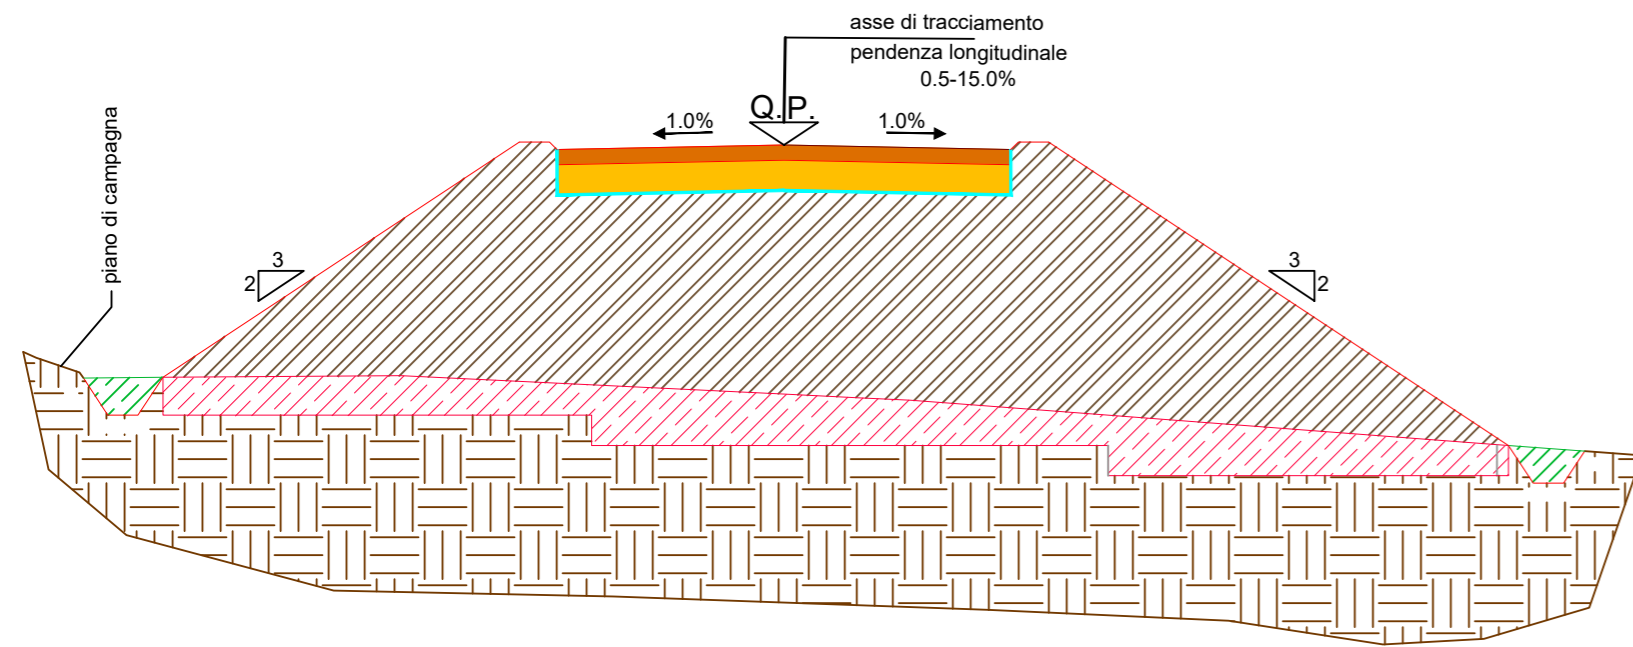 asse di tracciamento
pendenza longitudinale
0.5-15.0%
Q.P.
1.0%
1.0%
piano di campagna
3
2
3
2